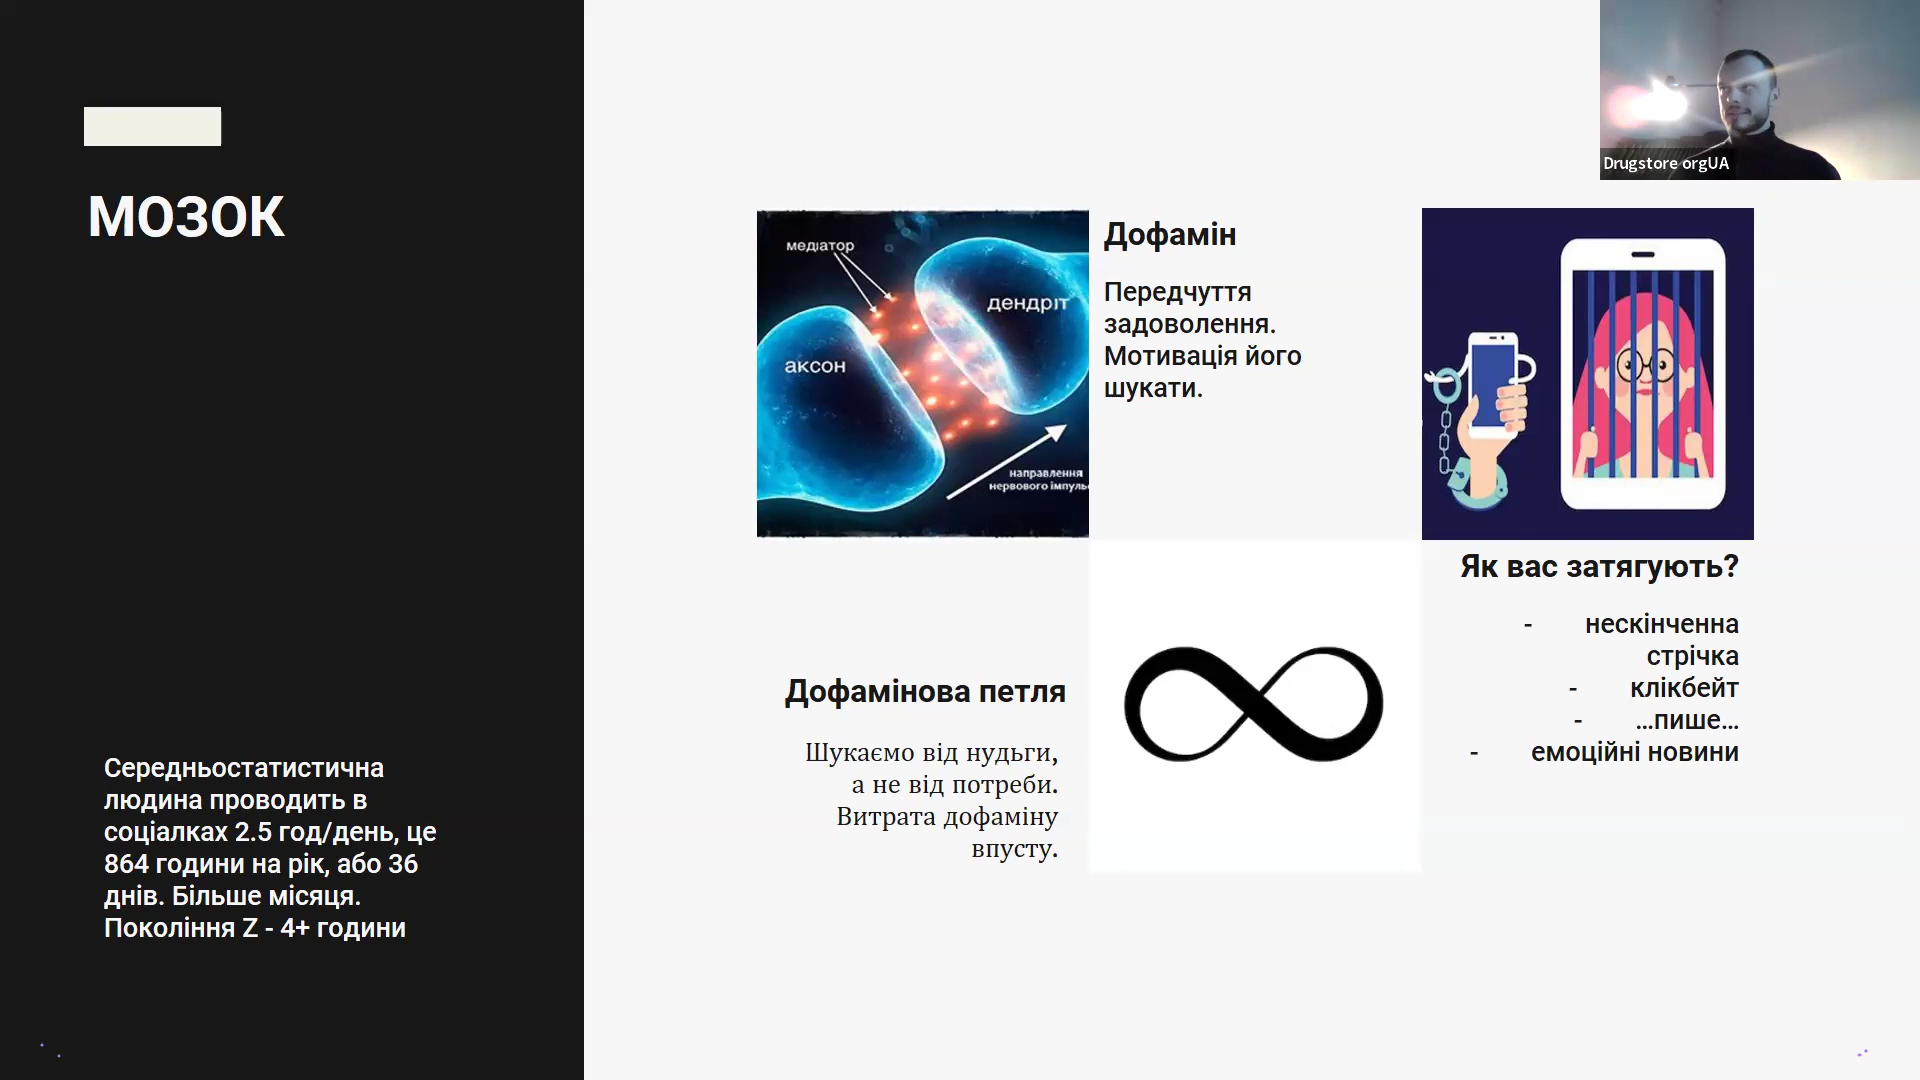 Drugstore orgUA
МОЗОК
Середньостатистична
людина проводить в
соціалках 2.5 год/день, це
864 години на рік, або 36
днів. Більше місяця.
Покоління Z - 4+ години
медіатор
дендріт
аксон
направлення
нервового імпуль
Дофамін
Передчуття
задоволення.
Мотивація його
шукати.
Дофамінова петля
Шукаємо від нудьги,
а не від потреби.
Витрата дофаміну
впусту.
Як вас затягують?
- нескінченна
стрічка
- клікбейт
- ...пише...
- емоційні новини